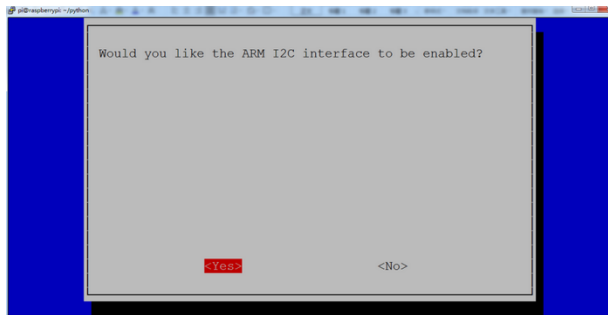 pi@raspberrypi: ~/python
Would you like the ARM I2C interface to be enabled?
<Yes> <No>